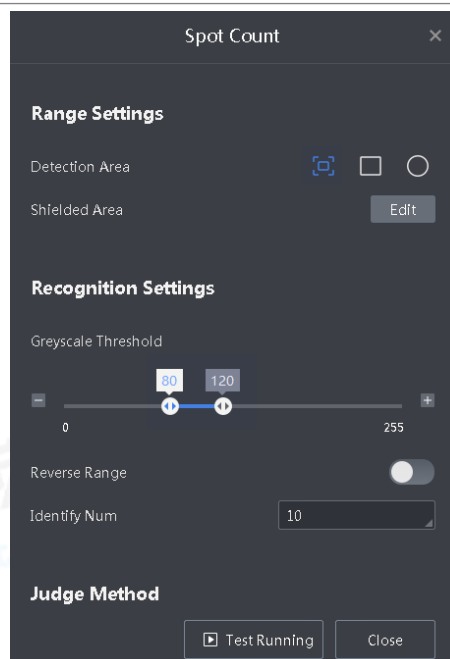 Spot Count
Range Settings
Detection Area
Shielded Area Edit
Recognition Settings
Greyscale Threshold
80 120
0 255
Reverse Range
Identify Num 10
Judge Method
Test Running Close